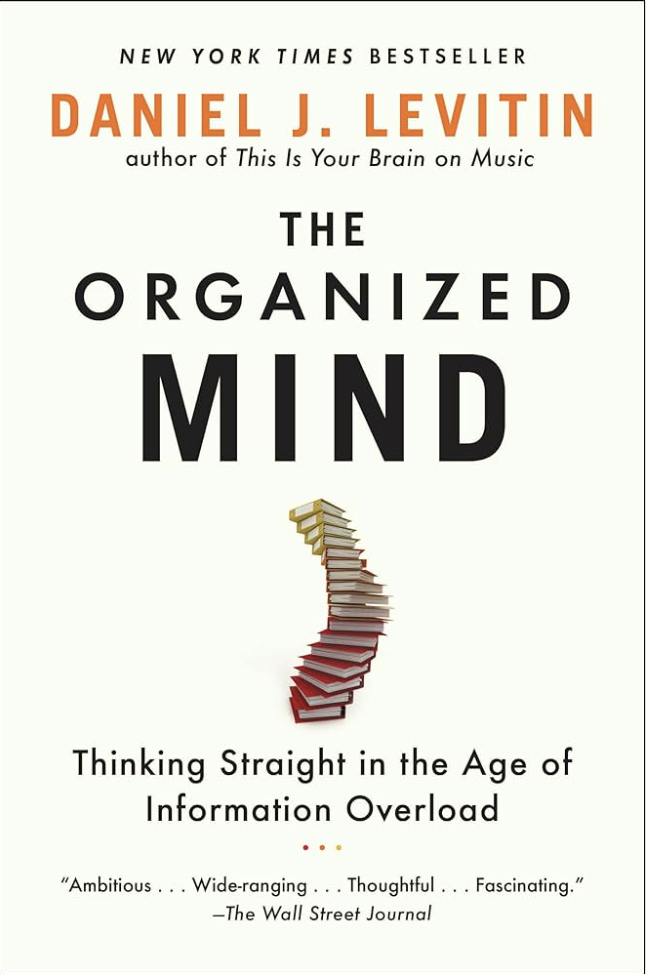 NEW YORK TIMES BESTSELLER
DANIEL J. LEVITIN
author of This Is Your Brain on Music
THE
ORGANIZED
MIND
Thinking Straight in the Age of
Information Overload
“Ambitious . . . Wide-ranging . . . Thoughtful . . . Fascinating.”
—The Wall Street Journal